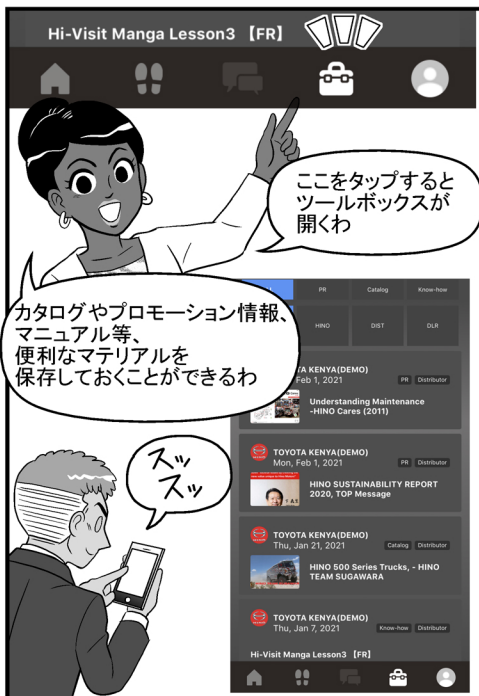 Hi-Visit Manga Lesson3 【FR】
ここをタップすると
ツールボックスが
開くわ
カタログやプロモーション情報、
マニュアル等、
便利なマテリアルを
保存しておくことができるわ
スッ
スッ
PR
Catalog
Know-how
HINO
DIST
DLR
TA KENYA(DEMO)
Feb 1, 2021
PR
Distributor
Understanding Maintenance
-HINO Cares (2011)
TOYOTA KENYA(DEMO)
Mon, Feb 1, 2021
PR
Distributor
HINO SUSTAINABILITY REPORT
2020, TOP Message
TOYOTA KENYA(DEMO)
Thu, Jan 21, 2021
Catalog
Distributor
HINO 500 Series Trucks, - HINO
TEAM SUGAWARA
TOYOTA KENYA(DEMO)
Thu, Jan 7, 2021
Know-how
Distributor
Hi-Visit Manga Lesson3 【FR】